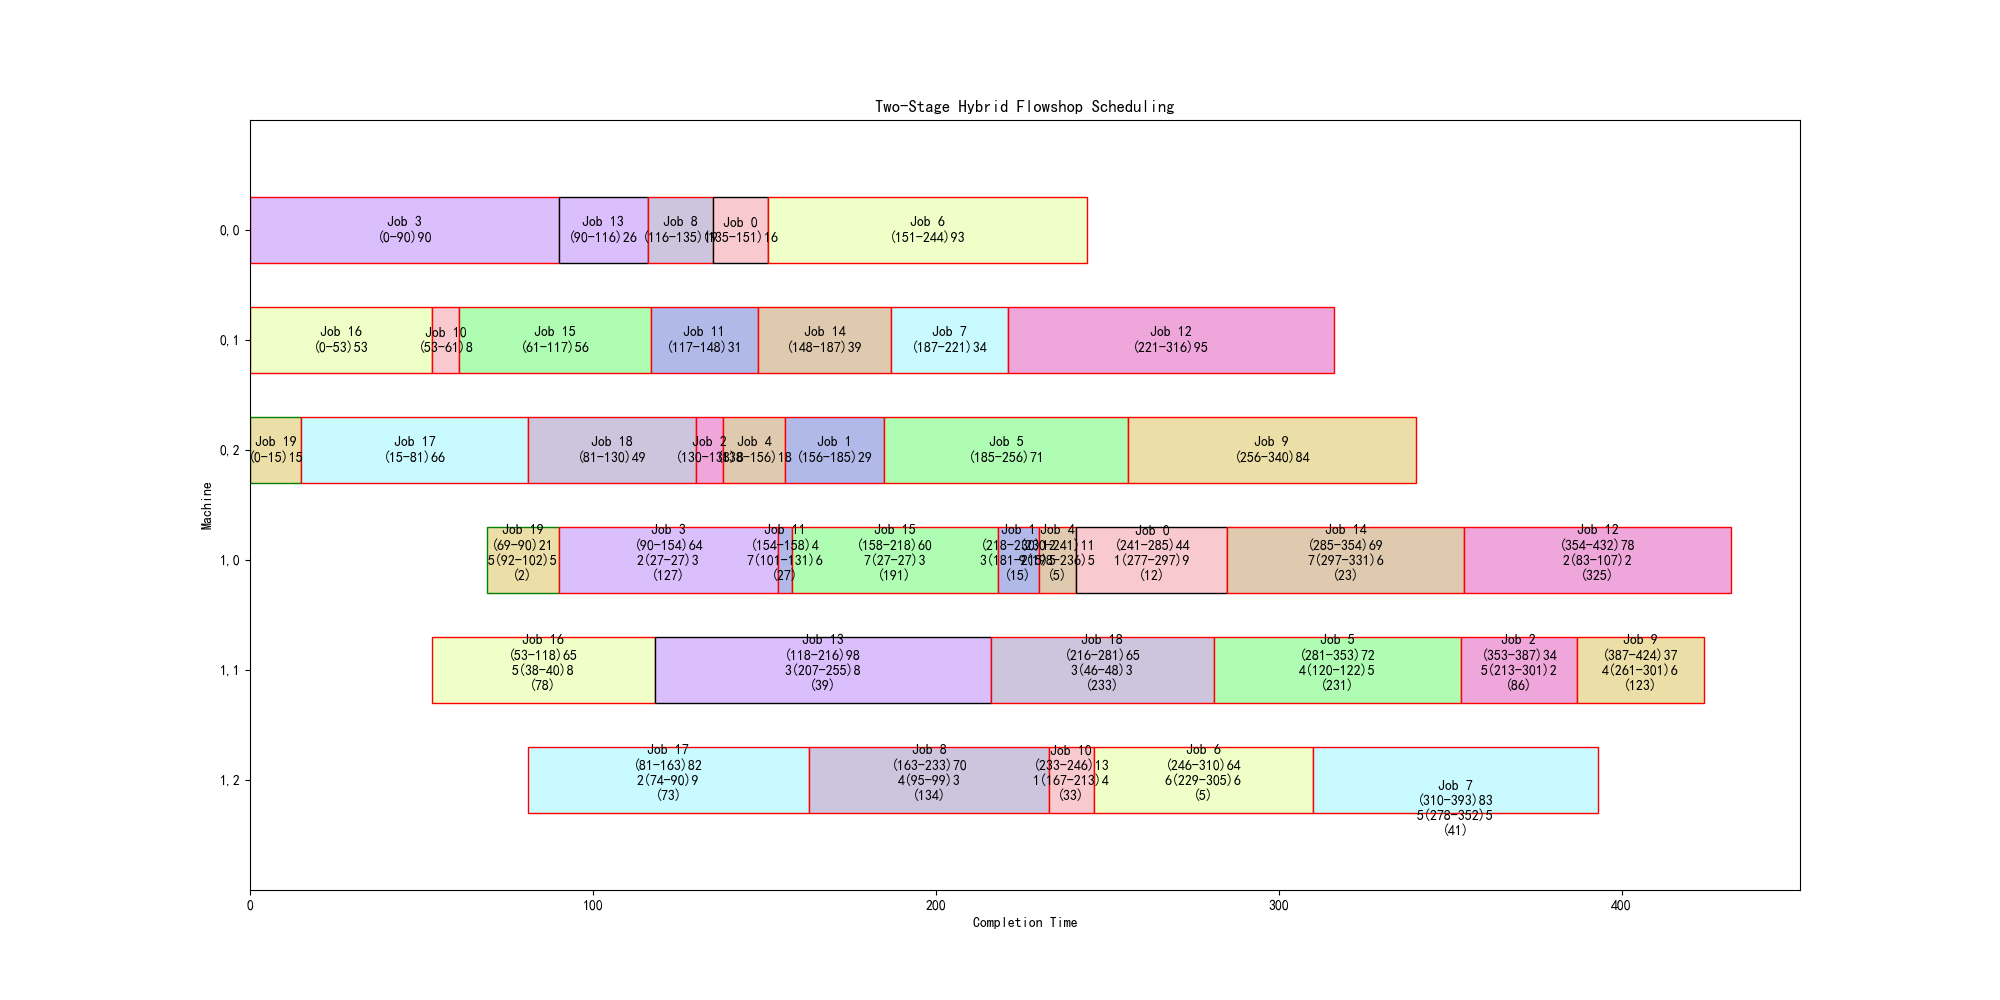 Two-Stage Hybrid Flowshop Scheduling
Machine
0,0
Job 3
(0-90)90
Job 13
(90-116)26
Job 8
(116-135)19
Job 0
(135-151)16
Job 6
(151-244)93
0,1
Job 16
(0-53)53
Job 10
(53-61)8
Job 15
(61-117)56
Job 11
(117-148)31
Job 14
(148-187)39
Job 7
(187-221)34
Job 12
(221-316)95
0,2
Job 19
(0-15)15
Job 17
(15-81)66
Job 18
(81-130)49
Job 2
(130-138)8
Job 4
(138-156)18
Job 1
(156-185)29
Job 5
(185-256)71
Job 9
(256-340)84
1,0
Job 19
(69-90)21
5(92-102)5
(2)
Job 3
(90-154)64
2(27-27)3
(127)
Job 11
(154-158)4
7(101-131)6
(27)
Job 15
(158-218)60
7(27-27)3
(191)
Job 1
(218-230)12
(15)
Job 4
(230-241)11
(5)
Job 0
(241-285)44
1(277-297)9
(12)
Job 14
(285-354)69
7(297-331)6
(23)
Job 12
(354-432)78
2(83-107)2
(325)
1,1
Job 16
(53-118)65
5(38-40)8
(78)
Job 13
(118-216)98
3(207-255)8
(39)
Job 18
(216-281)65
3(46-48)3
(233)
Job 5
(281-353)72
4(120-122)5
(231)
Job 2
(353-387)34
5(213-301)2
(86)
Job 9
(387-424)37
4(261-301)6
(123)
1,2
Job 17
(81-163)82
2(74-90)9
(73)
Job 8
(163-233)70
4(95-99)3
(134)
Job 10
(233-246)13
1(167-213)4
(33)
Job 6
(246-310)64
6(229-305)6
(5)
Job 7
(310-393)83
5(278-352)5
(41)
0
100
200
300
400
Completion Time